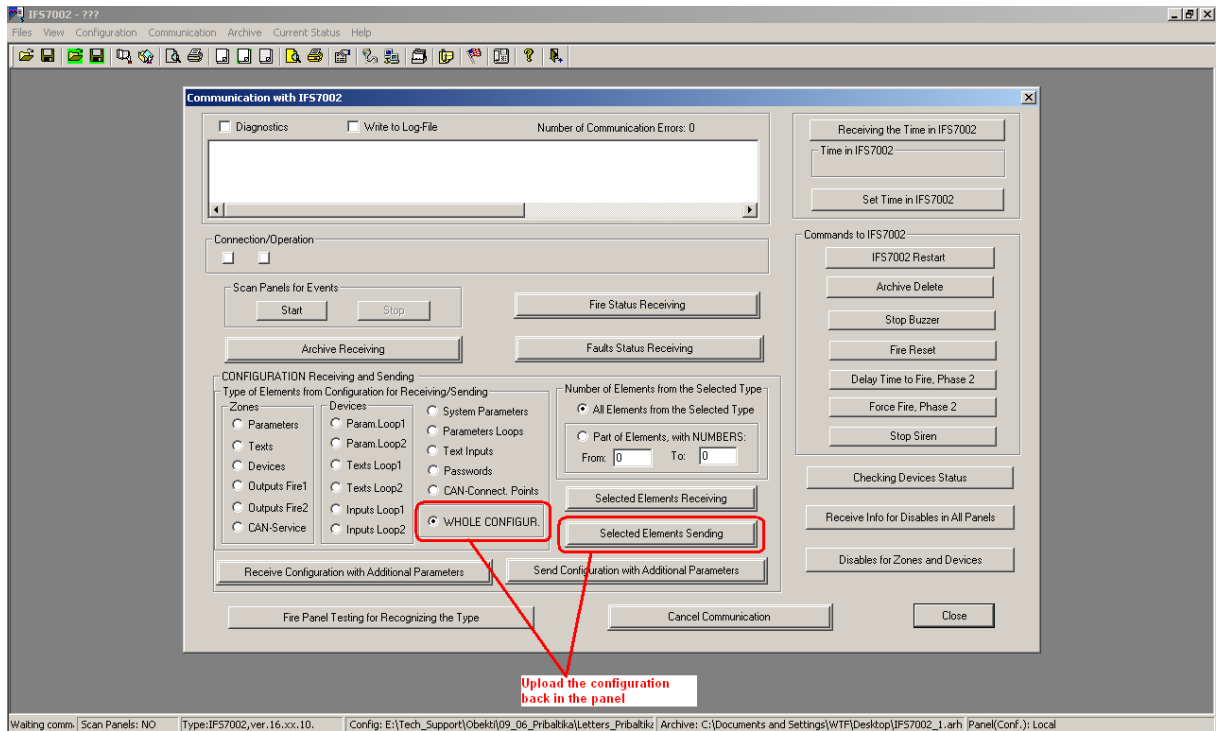 IFS7002 - ???
Files View Configuration Communication Archive Current Status Help
Communication with IFS7002
Diagnostics
Write to Log-File
Number of Communication Errors: 0
Receiving the Time in IFS7002
Time in IFS7002
Set Time in IFS7002
Connection/Operation
Commands to IFS7002
IFS7002 Restart
Archive Delete
Stop Buzzer
Fire Reset
Delay Time to Fire, Phase 2
Force Fire, Phase 2
Stop Siren
Scan Panels for Events
Start
Stop
Fire Status Receiving
Archive Receiving
Faults Status Receiving
CONFIGURATION Receiving and Sending
Type of Elements from Configuration for Receiving/Sending
Zones
Parameters
Texts
Devices
Outputs Fire1
Outputs Fire2
CAN-Service
Devices
Param.Loop1
Param.Loop2
Texts Loop1
Texts Loop2
Inputs Loop1
Inputs Loop2
System Parameters
Parameters Loops
Text Inputs
Passwords
CAN-Connect. Points
WHOLE CONFIGUR.
Number of Elements from the Selected Type
All Elements from the Selected Type
Part of Elements, with NUMBERS:
From: 0 To: 0
Selected Elements Receiving
Selected Elements Sending
Checking Devices Status
Receive Info for Disables in All Panels
Disables for Zones and Devices
Receive Configuration with Additional Parameters
Send Configuration with Additional Parameters
Fire Panel Testing for Recognizing the Type
Cancel Communication
Close
Upload the configuration
back in the panel
Waiting comm. Scan Panels: NO Type:IFS7002,ver.16.xx.10. Config: E:\Tech_Support\Obekti\09_06_Pribaltika\Letters_Pribaltika Archive: C:\Documents and Settings\WTF\Desktop\IFS7002_1.arh Panel(Conf.): Local